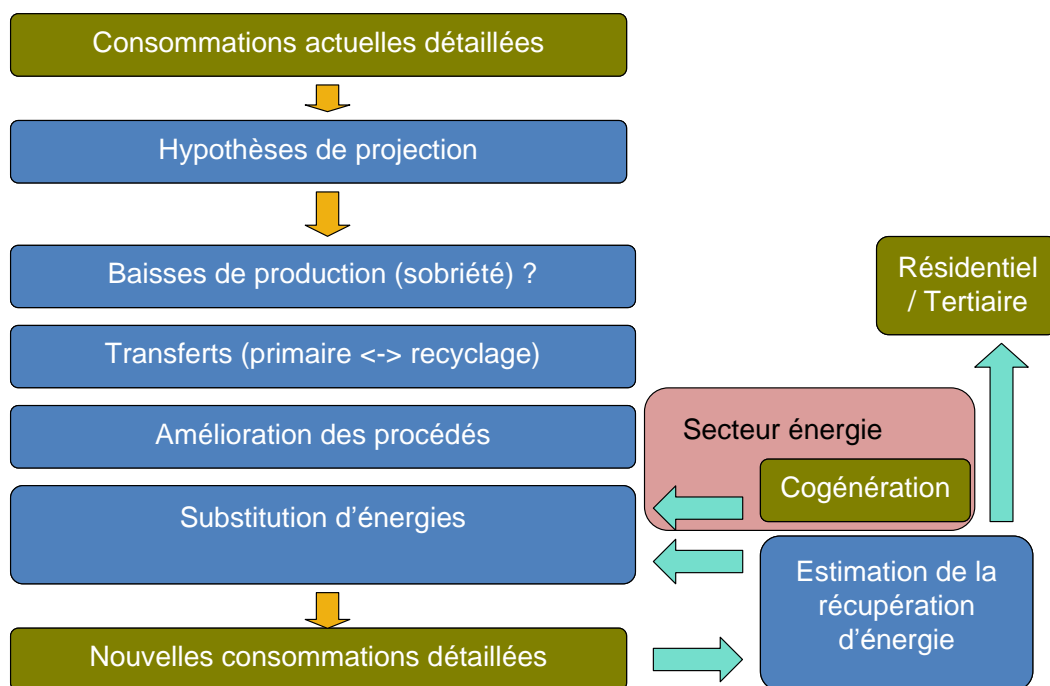 Consommations actuelles détaillées
Hypothèses de projection
Baisses de production (sobriété) ?
Transferts (primaire <-> recyclage)
Amélioration des procédés
Substitution d’énergies
Nouvelles consommations détaillées
Résidentiel
/ Tertiaire
Secteur énergie
Cogénération
Estimation de la
récupération
d’énergie